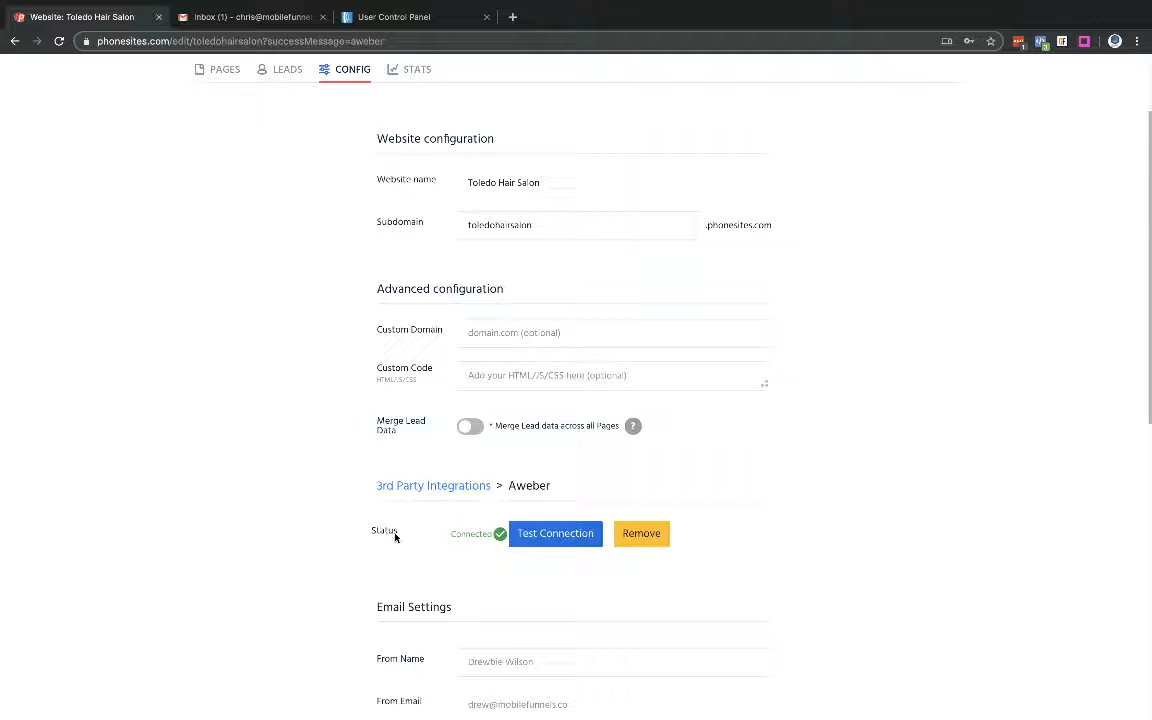 Website: Toledo Hair Salon
Inbox (1) - chris@mobilefunnel
User Control Panel
phonesites.com/edit/toledohairsalon?successMessage=aweber
PAGES LEADS CONFIG STATS
Website configuration
Website name
Toledo Hair Salon
Subdomain
toledohairsalon
.phonesites.com
Advanced configuration
Custom Domain
domain.com (optional)
Custom Code
HTML/JS/CSS
Add your HTML/JS/CSS here (optional)
Merge Lead
Data
* Merge Lead data across all Pages ?
3rd Party Integrations > Aweber
Status
Connected
Test Connection
Remove
Email Settings
From Name
Drewbie Wilson
From Email
drew@mobilefunnels.co